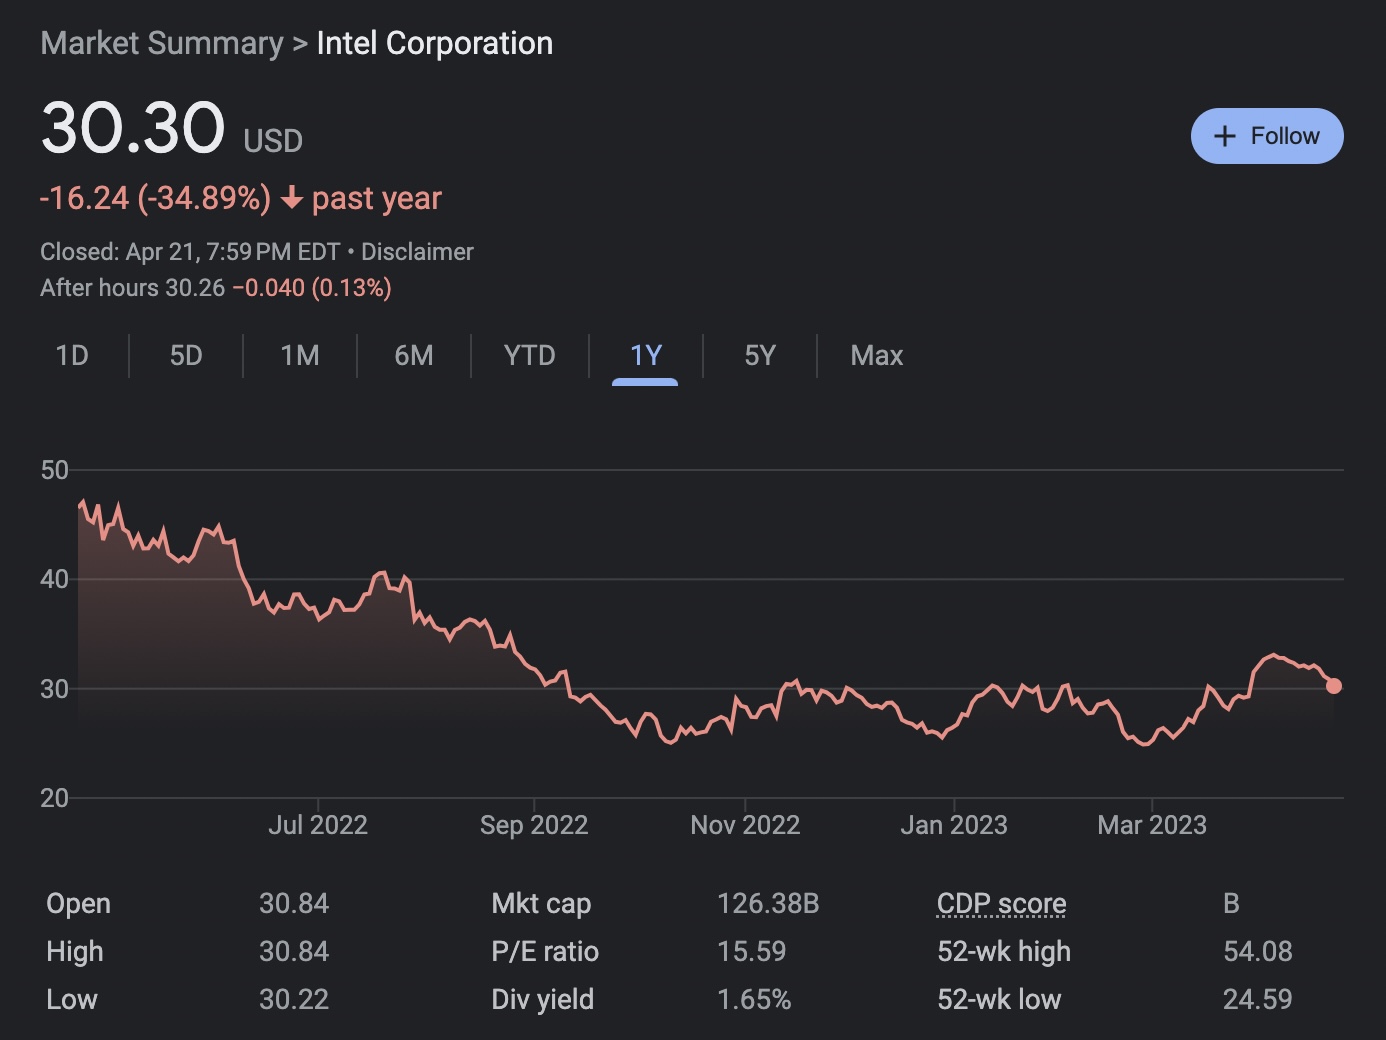 Market Summary > Intel Corporation
30.30 USD
+ Follow
-16.24 (-34.89%) ↓ past year
Closed: Apr 21, 7:59 PM EDT • Disclaimer
After hours 30.26 −0.040 (0.13%)
1D 5D 1M 6M YTD 1Y 5Y Max
50
40
30
20
Jul 2022 Sep 2022 Nov 2022 Jan 2023 Mar 2023
Open 30.84 Mkt cap 126.38B CDP score B
High 30.84 P/E ratio 15.59 52-wk high 54.08
Low 30.22 Div yield 1.65% 52-wk low 24.59